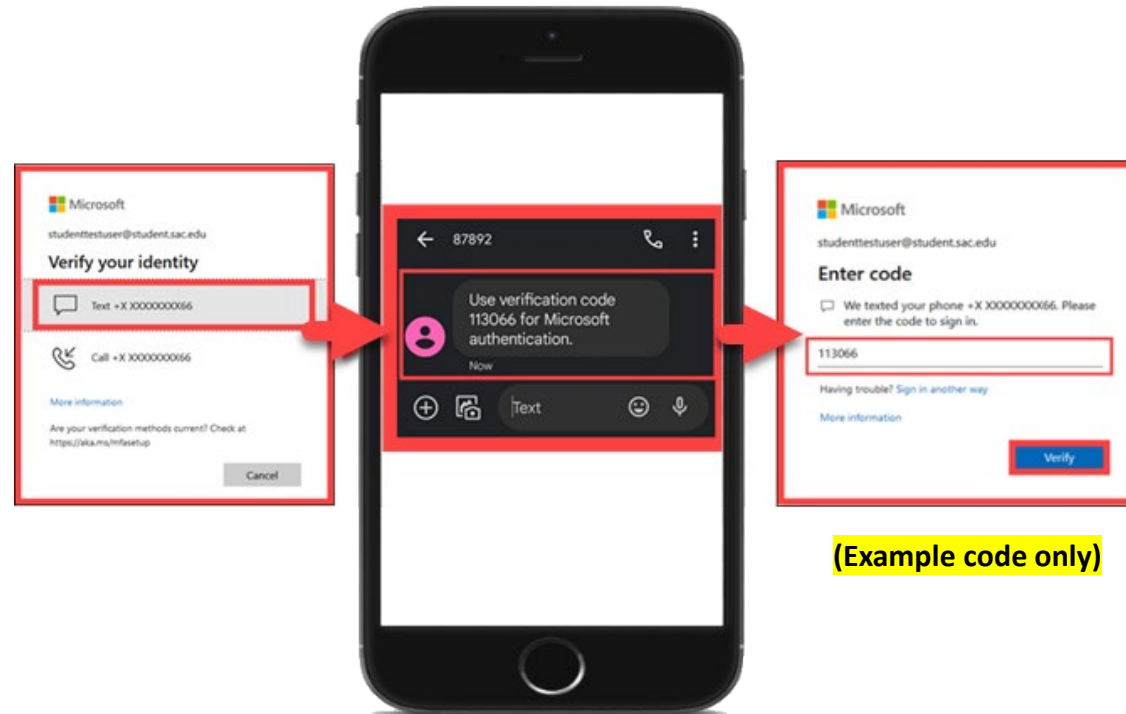 Microsoft
studenttestuser@student.sac.edu
Verify your identity
Text +X XXXXXXXXX66
Call +X XXXXXXXXX66
More information
Are your verification methods current? Check at
https://aka.ms/mfasetup
Cancel
87892
Use verification code
113066 for Microsoft
authentication.
Now
Text
Microsoft
studenttestuser@student.sac.edu
Enter code
We texted your phone +X XXXXXXXXX66. Please
enter the code to sign in.
113066
Having trouble? Sign in another way
More information
Verify
(Example code only)